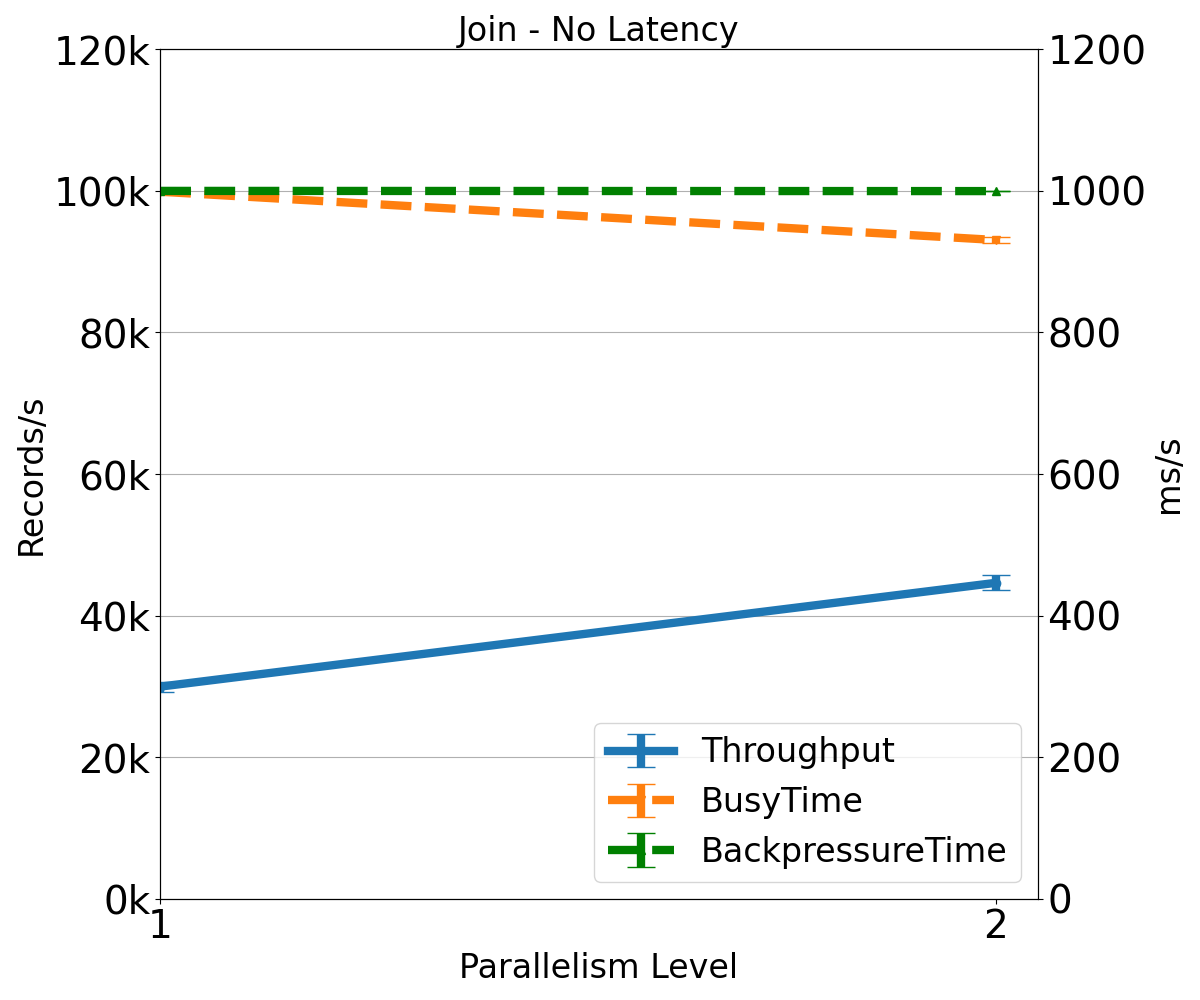 Join - No Latency
120k
100k
80k
60k
40k
20k
0k
Records/s
1200
1000
800
600
400
200
0
ms/s
1
2
Parallelism Level
Throughput
BusyTime
BackpressureTime